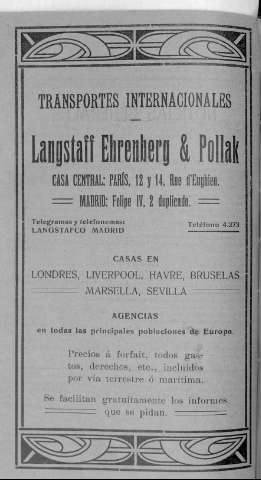 TRANSPORTES INTERNACIONALES
Langstaff Ehrenberg & Pollak
CASA CENTRAL: PARÍS, 12 y 14, Rue d'Enghien.
MADRID: Felipe IV, 2 duplicado.
Telegramas y telefonemas: Teléfono 4.273
LANGSTAFCO MADRID
CASAS EN
LONDRES, LIVERPOOL, HAVRE, BRUSELAS
MARSELLA, SEVILLA
AGENCIAS
en todas las principales poblaciones de Europa.
Precios á forfait, todos gas-
tos, derechos, etc., incluídos
por vía terrestre ó marítima.
Se facilitan gratuitamente los informes
que se pidan.